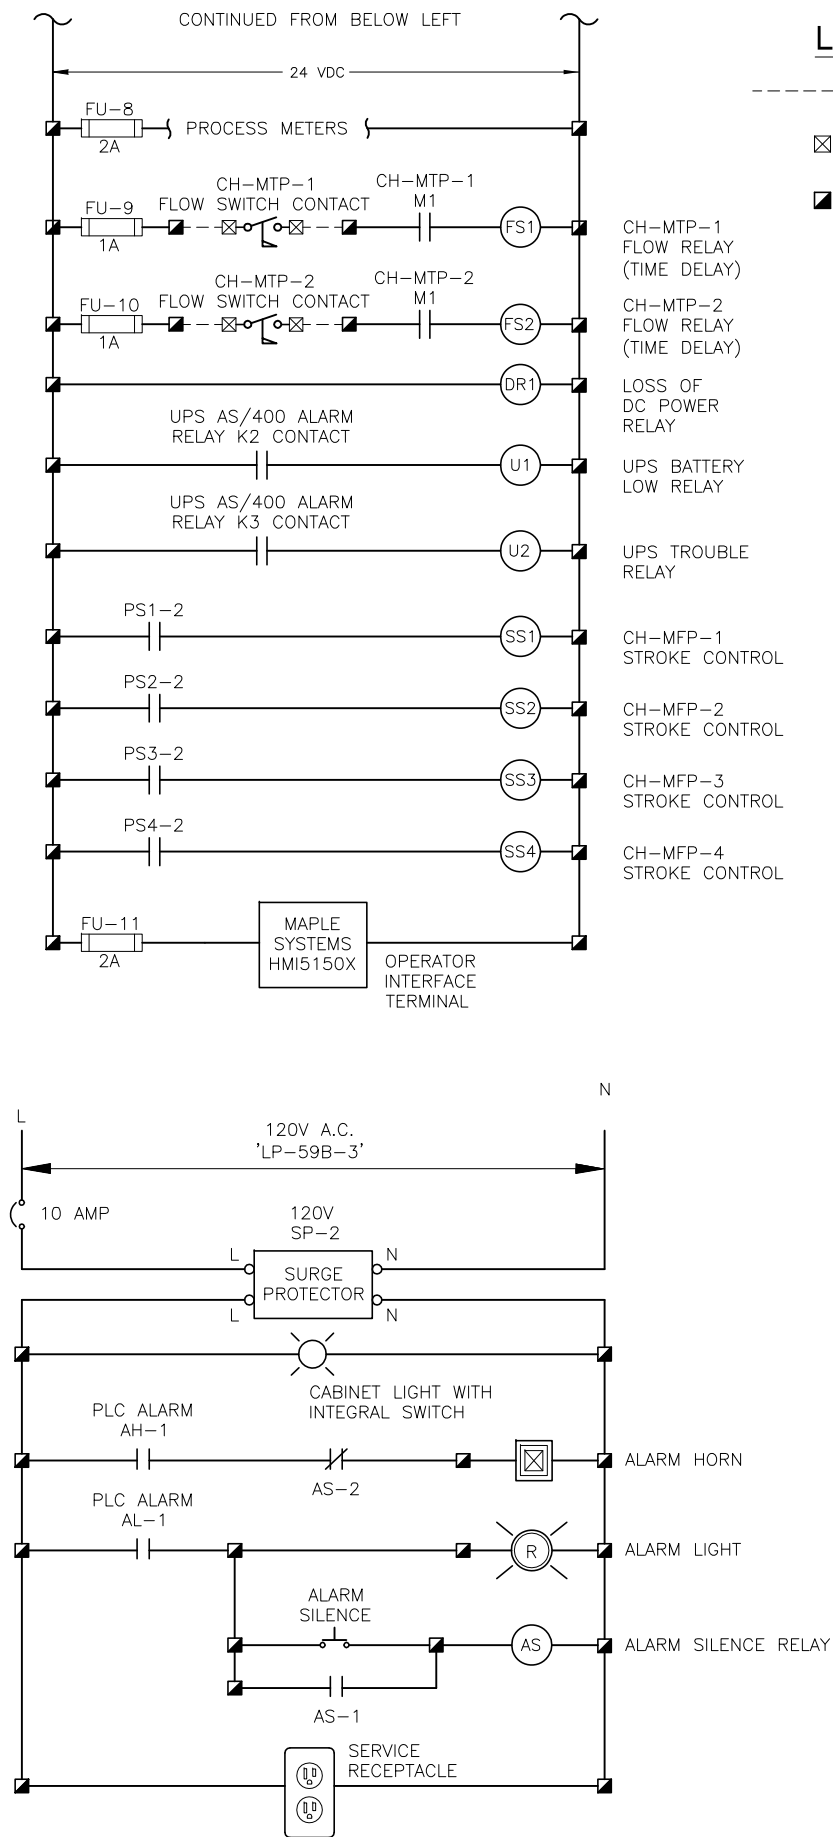 CONTINUED FROM BELOW LEFT
L
24 VDC
FU-8
2A
PROCESS METERS
CH-MTP-1
FLOW SWITCH CONTACT
CH-MTP-1
M1
FU-9
1A
FS1
CH-MTP-1
FLOW RELAY
(TIME DELAY)
CH-MTP-2
FLOW SWITCH CONTACT
CH-MTP-2
M1
FU-10
1A
FS2
CH-MTP-2
FLOW RELAY
(TIME DELAY)
DR1
LOSS OF
DC POWER
RELAY
UPS AS/400 ALARM
RELAY K2 CONTACT
U1
UPS BATTERY
LOW RELAY
UPS AS/400 ALARM
RELAY K3 CONTACT
U2
UPS TROUBLE
RELAY
PS1-2
SS1
CH-MFP-1
STROKE CONTROL
PS2-2
SS2
CH-MFP-2
STROKE CONTROL
PS3-2
SS3
CH-MFP-3
STROKE CONTROL
PS4-2
SS4
CH-MFP-4
STROKE CONTROL
FU-11
2A
MAPLE
SYSTEMS
HMI5150X
OPERATOR
INTERFACE
TERMINAL
L
N
120V A.C.
'LP-59B-3'
10 AMP
120V
SP-2
L
N
SURGE
PROTECTOR
L
N
CABINET LIGHT WITH
INTEGRAL SWITCH
PLC ALARM
AH-1
AS-2
ALARM HORN
PLC ALARM
AL-1
R
ALARM LIGHT
ALARM
SILENCE
AS
ALARM SILENCE RELAY
AS-1
SERVICE
RECEPTACLE